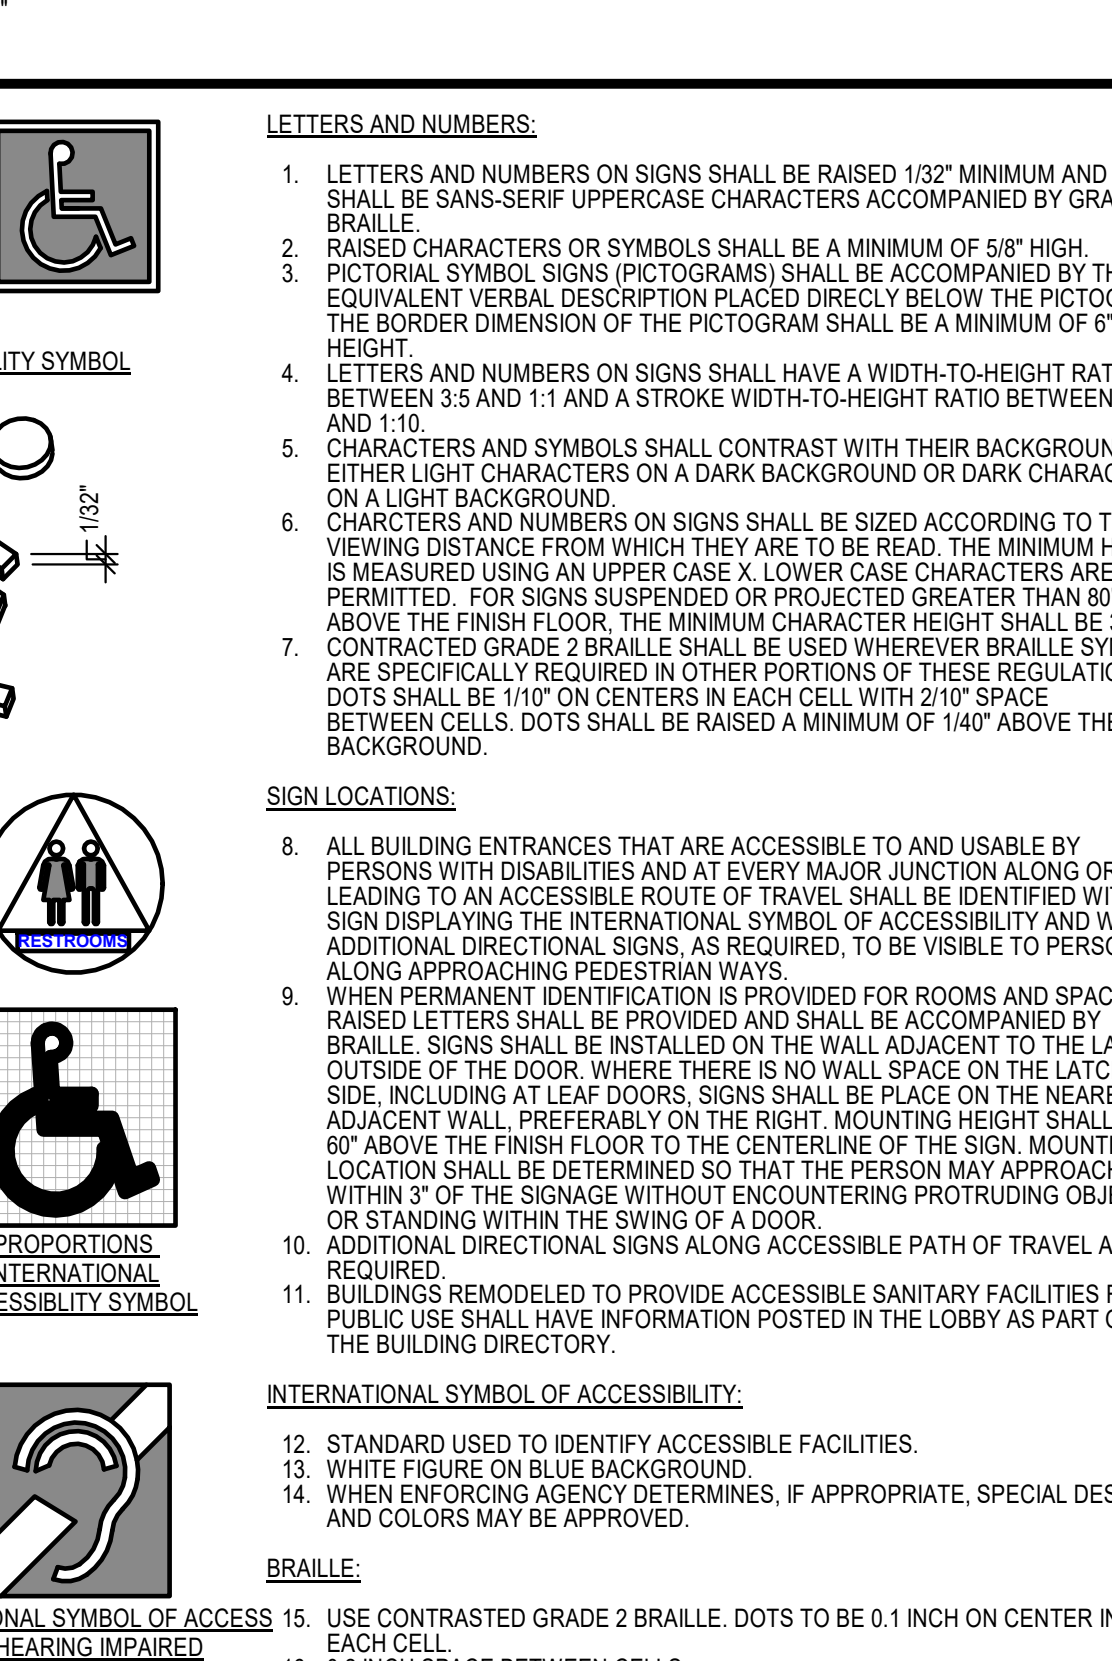 "
LETTERS AND NUMBERS:
1. LETTERS AND NUMBERS ON SIGNS SHALL BE RAISED 1/32" MINIMUM AND
SHALL BE SANS-SERIF UPPERCASE CHARACTERS ACCOMPANIED BY GRA
BRAILLE.
2. RAISED CHARACTERS OR SYMBOLS SHALL BE A MINIMUM OF 5/8" HIGH.
3. PICTORIAL SYMBOL SIGNS (PICTOGRAMS) SHALL BE ACCOMPANIED BY TH
EQUIVALENT VERBAL DESCRIPTION PLACED DIRECLY BELOW THE PICTOG
THE BORDER DIMENSION OF THE PICTOGRAM SHALL BE A MINIMUM OF 6"
HEIGHT.
4. LETTERS AND NUMBERS ON SIGNS SHALL HAVE A WIDTH-TO-HEIGHT RAT
BETWEEN 3:5 AND 1:1 AND A STROKE WIDTH-TO-HEIGHT RATIO BETWEEN
AND 1:10.
5. CHARACTERS AND SYMBOLS SHALL CONTRAST WITH THEIR BACKGROUN
EITHER LIGHT CHARACTERS ON A DARK BACKGROUND OR DARK CHARAC
ON A LIGHT BACKGROUND.
6. CHARCTERS AND NUMBERS ON SIGNS SHALL BE SIZED ACCORDING TO T
VIEWING DISTANCE FROM WHICH THEY ARE TO BE READ. THE MINIMUM H
IS MEASURED USING AN UPPER CASE X. LOWER CASE CHARACTERS ARE
PERMITTED. FOR SIGNS SUSPENDED OR PROJECTED GREATER THAN 80"
ABOVE THE FINISH FLOOR, THE MINIMUM CHARACTER HEIGHT SHALL BE 3
7. CONTRACTED GRADE 2 BRAILLE SHALL BE USED WHEREVER BRAILLE SYM
ARE SPECIFICALLY REQUIRED IN OTHER PORTIONS OF THESE REGULATIO
DOTS SHALL BE 1/10" ON CENTERS IN EACH CELL WITH 2/10" SPACE
BETWEEN CELLS. DOTS SHALL BE RAISED A MINIMUM OF 1/40" ABOVE THE
BACKGROUND.
SIGN LOCATIONS:
8. ALL BUILDING ENTRANCES THAT ARE ACCESSIBLE TO AND USABLE BY
PERSONS WITH DISABILITIES AND AT EVERY MAJOR JUNCTION ALONG OR
LEADING TO AN ACCESSIBLE ROUTE OF TRAVEL SHALL BE IDENTIFIED WIT
SIGN DISPLAYING THE INTERNATIONAL SYMBOL OF ACCESSIBILITY AND W
ADDITIONAL DIRECTIONAL SIGNS, AS REQUIRED, TO BE VISIBLE TO PERSO
ALONG APPROACHING PEDESTRIAN WAYS.
9. WHEN PERMANENT IDENTIFICATION IS PROVIDED FOR ROOMS AND SPAC
RAISED LETTERS SHALL BE PROVIDED AND SHALL BE ACCOMPANIED BY
BRAILLE. SIGNS SHALL BE INSTALLED ON THE WALL ADJACENT TO THE LA
OUTSIDE OF THE DOOR. WHERE THERE IS NO WALL SPACE ON THE LATC
SIDE, INCLUDING AT LEAF DOORS, SIGNS SHALL BE PLACE ON THE NEARE
ADJACENT WALL, PREFERABLY ON THE RIGHT. MOUNTING HEIGHT SHALL
60" ABOVE THE FINISH FLOOR TO THE CENTERLINE OF THE SIGN. MOUNTI
LOCATION SHALL BE DETERMINED SO THAT THE PERSON MAY APPROACH
WITHIN 3" OF THE SIGNAGE WITHOUT ENCOUNTERING PROTRUDING OBJE
OR STANDING WITHIN THE SWING OF A DOOR.
10. ADDITIONAL DIRECTIONAL SIGNS ALONG ACCESSIBLE PATH OF TRAVEL A
REQUIRED.
11. BUILDINGS REMODELED TO PROVIDE ACCESSIBLE SANITARY FACILITIES F
PUBLIC USE SHALL HAVE INFORMATION POSTED IN THE LOBBY AS PART O
THE BUILDING DIRECTORY.
INTERNATIONAL SYMBOL OF ACCESSIBILITY:
12. STANDARD USED TO IDENTIFY ACCESSIBLE FACILITIES.
13. WHITE FIGURE ON BLUE BACKGROUND.
14. WHEN ENFORCING AGENCY DETERMINES, IF APPROPRIATE, SPECIAL DES
AND COLORS MAY BE APPROVED.
BRAILLE:
15. USE CONTRASTED GRADE 2 BRAILLE. DOTS TO BE 0.1 INCH ON CENTER IN
EACH CELL.
LITY SYMBOL
1/32"
RESTROOMS
PROPORTIONS
NTERNATIONAL
ESSIBLITY SYMBOL
ONAL SYMBOL OF ACCESS
HEARING IMPAIRED